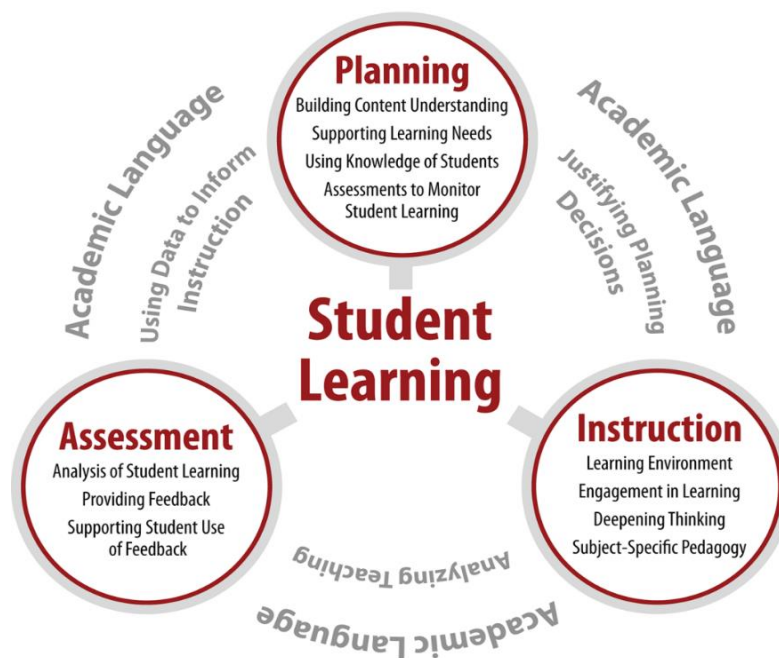 Planning
Building Content Understanding
Supporting Learning Needs
Using Knowledge of Students
Assessments to Monitor
Student Learning
Academic Language
Using Data to Inform
Instruction
Academic Language
Justifying Planning
Decisions
Student
Learning
Assessment
Analysis of Student Learning
Providing Feedback
Supporting Student Use
of Feedback
Instruction
Learning Environment
Engagement in Learning
Deepening Thinking
Subject-Specific Pedagogy
Analyzing Teaching
Academic Language